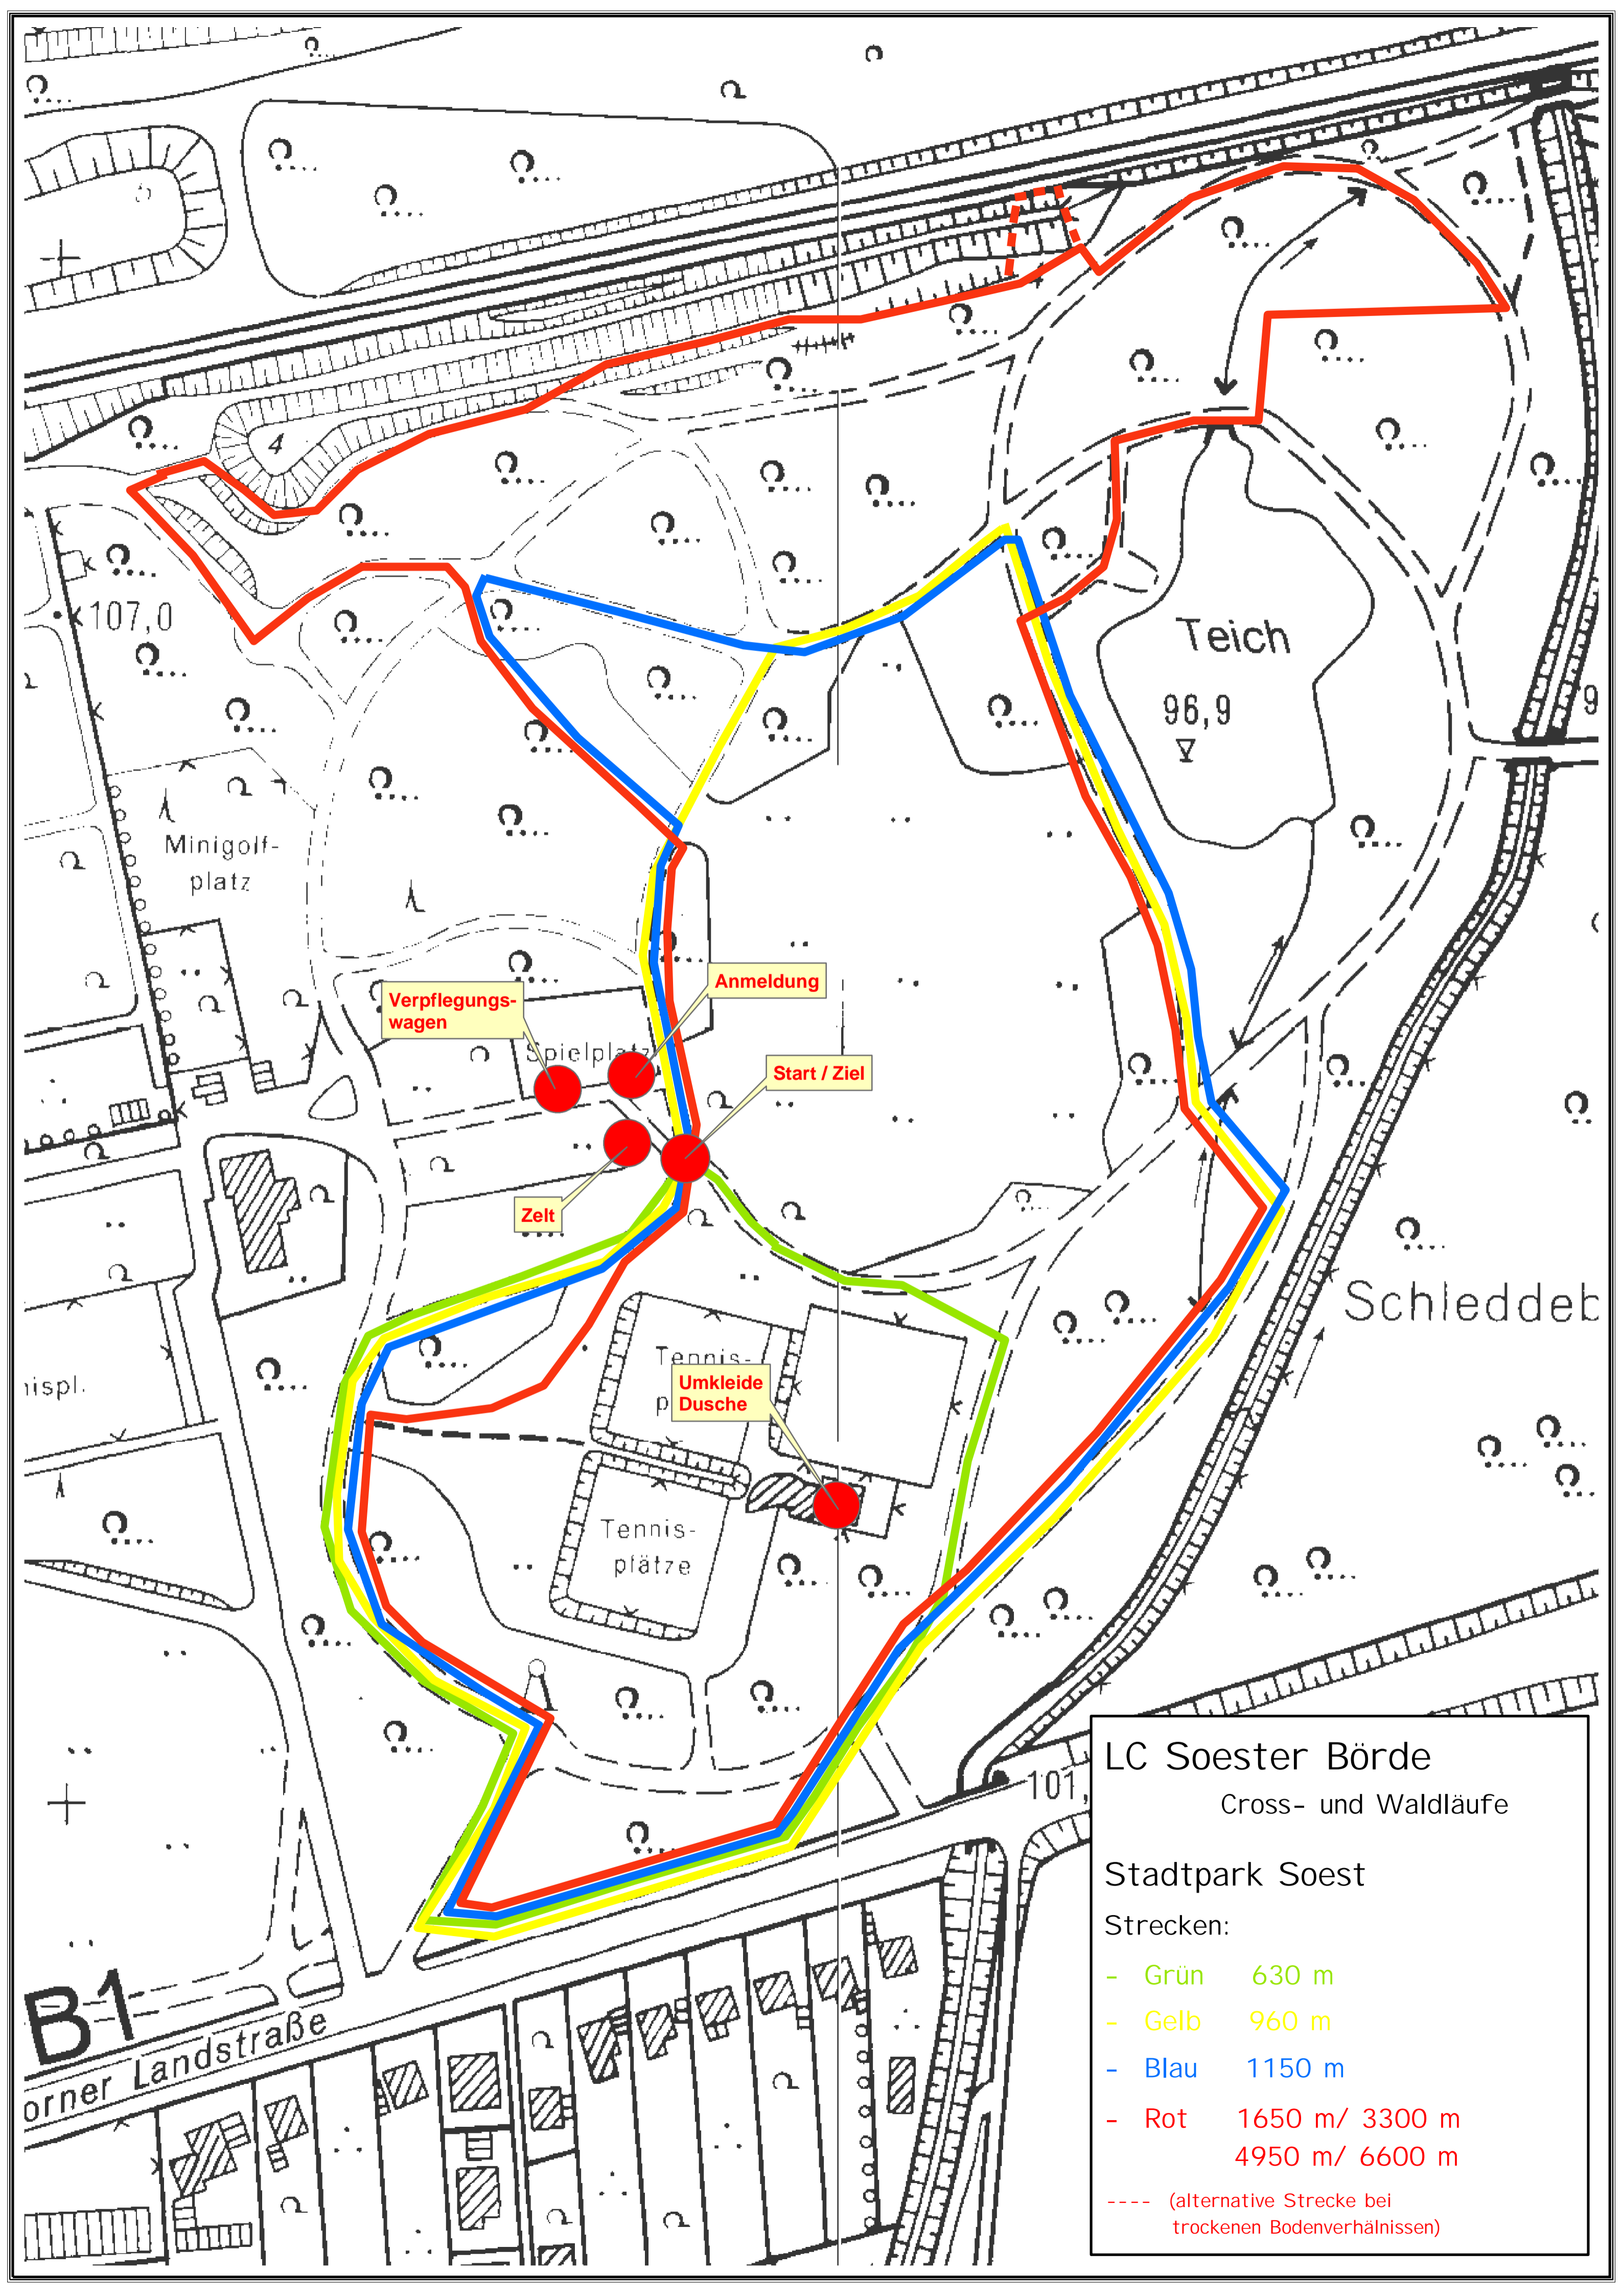 4
107,0
Teich
96,9
9
Minigolf-
platz
Anmeldung
Verpflegungs-
wagen
Spielplatz
Start / Ziel
Zelt
Schleddeb
Tennis-
p
ispl.
Umkleide
Dusche
Tennis-
plätze
101,
B1
orner Landstraße
LC Soester Börde
Cross- und Waldläufe
Stadtpark Soest
Strecken:
- Grün 630 m
- Gelb 960 m
- Blau 1150 m
- Rot 1650 m/ 3300 m
4950 m/ 6600 m
---- (alternative Strecke bei
trockenen Bodenverhälnissen)